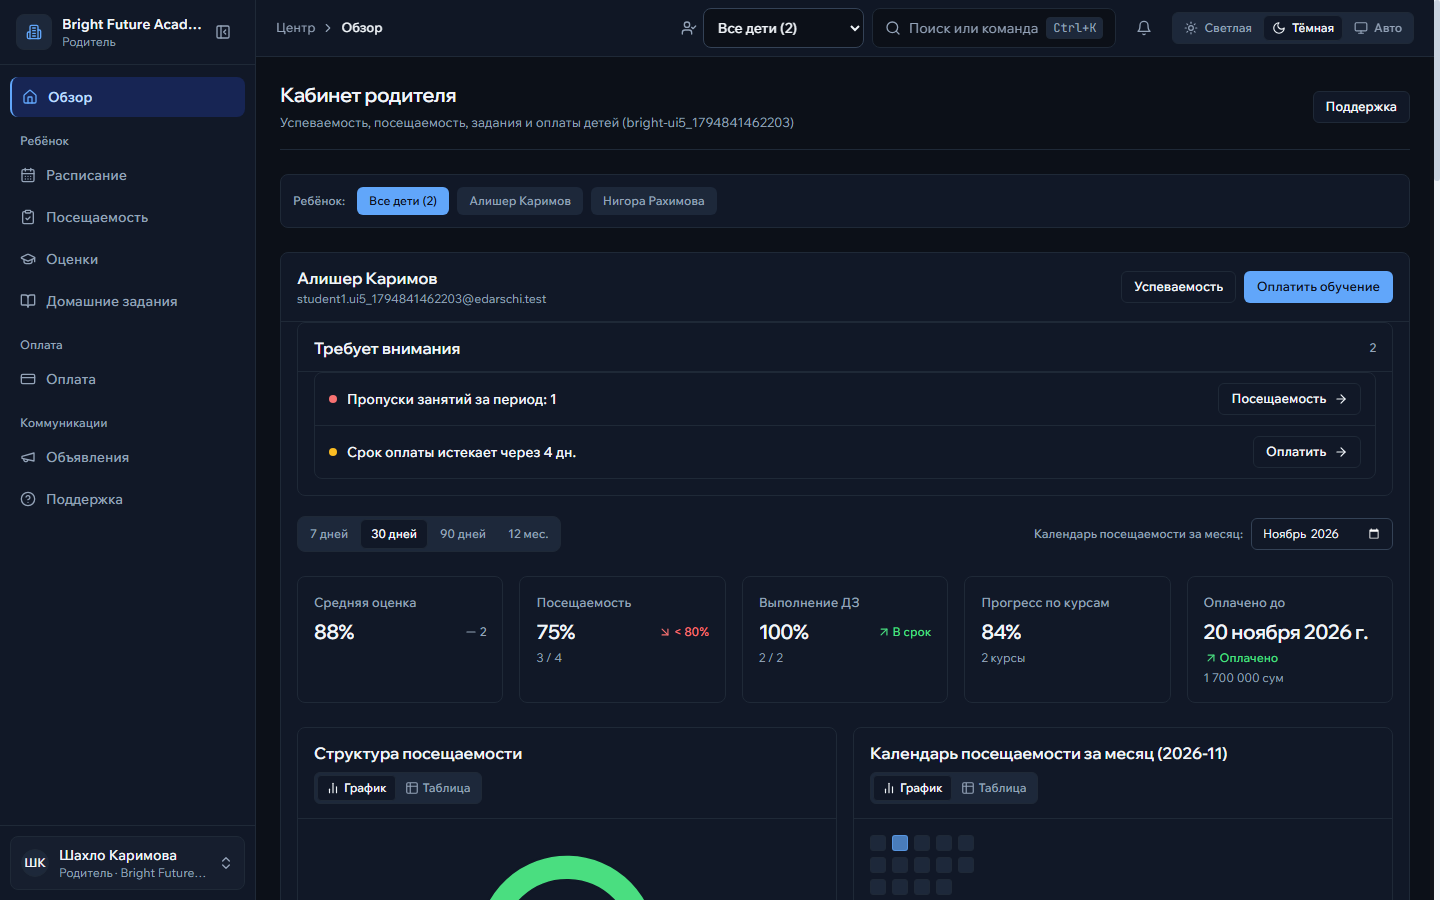 Bright Future Acad...
Родитель
Обзор
Ребёнок
Расписание
Посещаемость
Оценки
Домашние задания
Оплата
Оплата
Коммуникации
Объявления
Поддержка
ШК
Шахло Каримова
Родитель · Bright Future...
Центр > Обзор
Все дети (2)
Поиск или команда Ctrl+K
Светлая Тёмная Авто
Кабинет родителя
Успеваемость, посещаемость, задания и оплаты детей (bright-ui5_1794841462203)
Поддержка
Ребёнок: Все дети (2) Алишер Каримов Нигора Рахимова
Алишер Каримов
student1.ui5_1794841462203@edarschi.test
Успеваемость Оплатить обучение
Требует внимания 2
Пропуски занятий за период: 1 Посещаемость →
Срок оплаты истекает через 4 дн. Оплатить →
7 дней 30 дней 90 дней 12 мес.
Календарь посещаемости за месяц: Ноябрь 2026
Средняя оценка
88% — 2
Посещаемость
75% ↘ < 80%
3 / 4
Выполнение ДЗ
100% ↗ В срок
2 / 2
Прогресс по курсам
84%
2 курсы
Оплачено до
20 ноября 2026 г.
↗ Оплачено
1 700 000 сум
Структура посещаемости
График Таблица
Календарь посещаемости за месяц (2026-11)
График Таблица